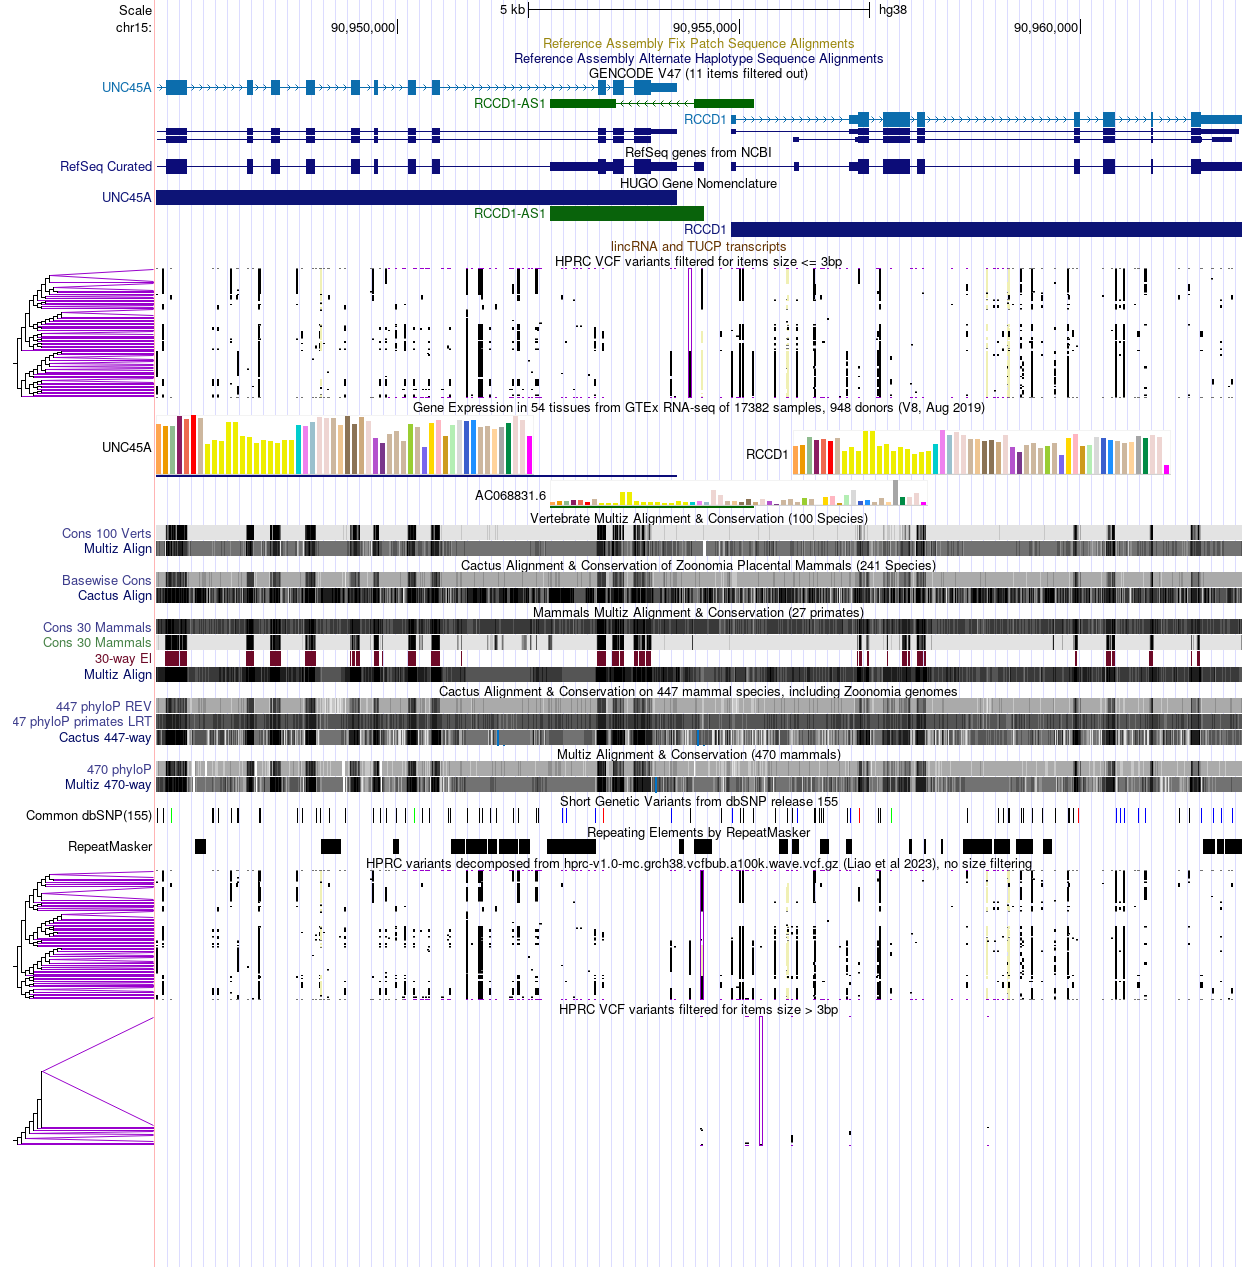 Scale 5 kb hg38
chr15: 90,950,000 90,955,000 90,960,000
Reference Assembly Fix Patch Sequence Alignments
Reference Assembly Alternate Haplotype Sequence Alignments
GENCODE V47 (11 items filtered out)
UNC45A
RCCD1-AS1
RCCD1
RefSeq genes from NCBI
RefSeq Curated
HUGO Gene Nomenclature
UNC45A
RCCD1-AS1
RCCD1
lincRNA and TUCP transcripts
HPRC VCF variants filtered for items size <= 3bp
Gene Expression in 54 tissues from GTEx RNA-seq of 17382 samples, 948 donors (V8, Aug 2019)
UNC45A
RCCD1
AC068831.6
Vertebrate Multiz Alignment & Conservation (100 Species)
Cons 100 Verts
Multiz Align
Cactus Alignment & Conservation of Zoonomia Placental Mammals (241 Species)
Basewise Cons
Cactus Align
Mammals Multiz Alignment & Conservation (27 primates)
Cons 30 Mammals
Cons 30 Mammals
30-way El
Multiz Align
Cactus Alignment & Conservation on 447 mammal species, including Zoonomia genomes
447 phyloP REV
47 phyloP primates LRT
Cactus 447-way
Multiz Alignment & Conservation (470 mammals)
470 phyloP
Multiz 470-way
Short Genetic Variants from dbSNP release 155
Common dbSNP(155)
Repeating Elements by RepeatMasker
RepeatMasker
HPRC variants decomposed from hprc-v1.0-mc.grch38.vcfbub.a100k.wave.vcf.gz (Liao et al 2023), no size filtering
HPRC VCF variants filtered for items size > 3bp